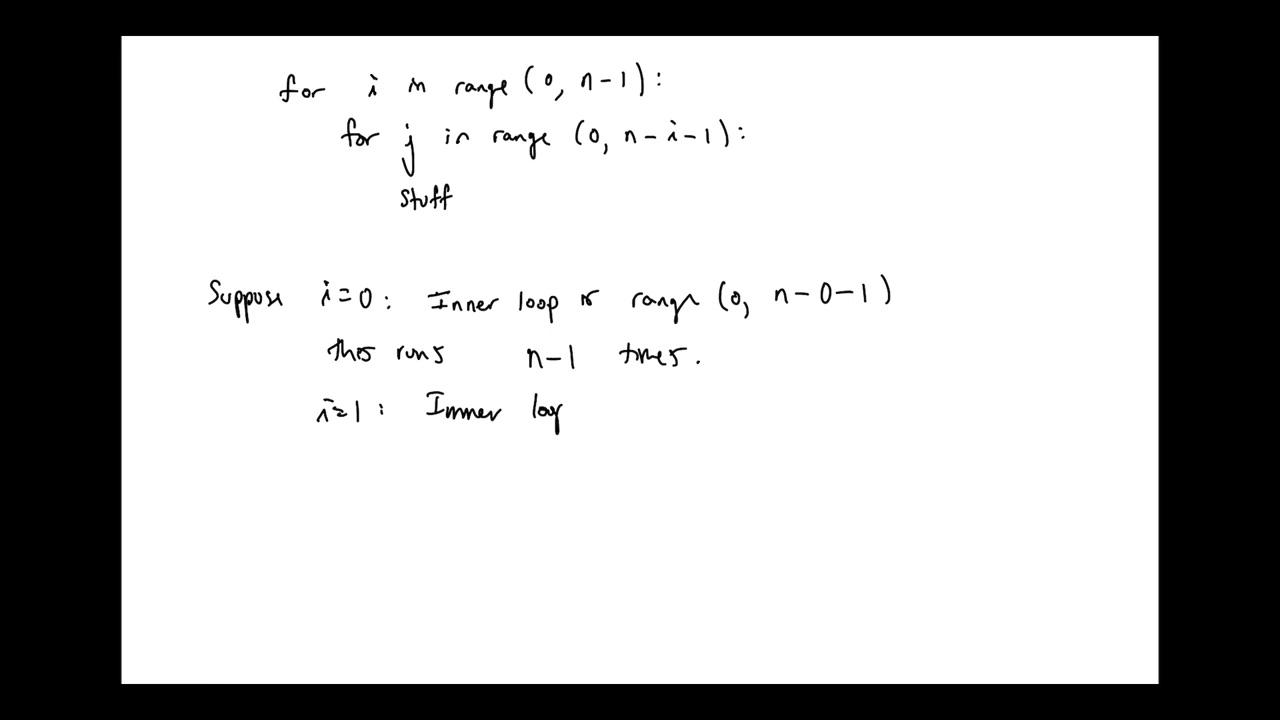 for i in range (0, n-1):
for j in range (0, n-i-1):
stuff
Suppose i=0: Inner loop is range (0, n-0-1)
this runs n-1 times.
i=1: Inner loop